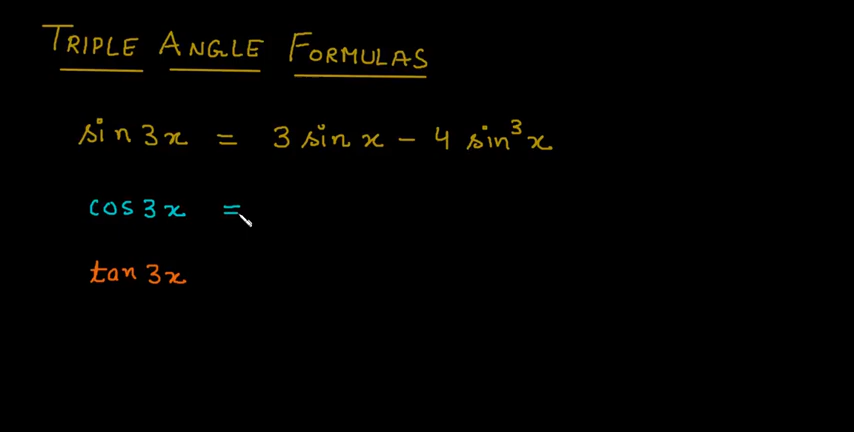 TRIPLE ANGLE FORMULAS
sin 3x = 3 sin x - 4 sin³x
cos 3x =
tan 3x